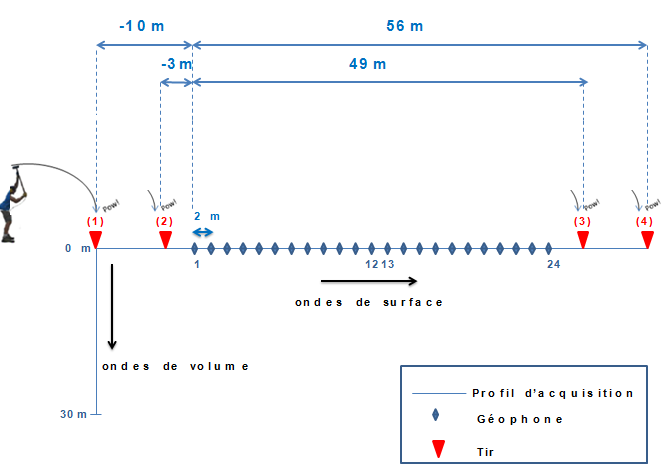 -10 m
56 m
-3 m
49 m
Pow!
Pow!
Pow!
Pow!
(1)
(2)
2 m
(3)
(4)
0 m
1
12 13
24
ondes de surface
ondes de volume
30 m
Profil d'acquisition
Géophone
Tir